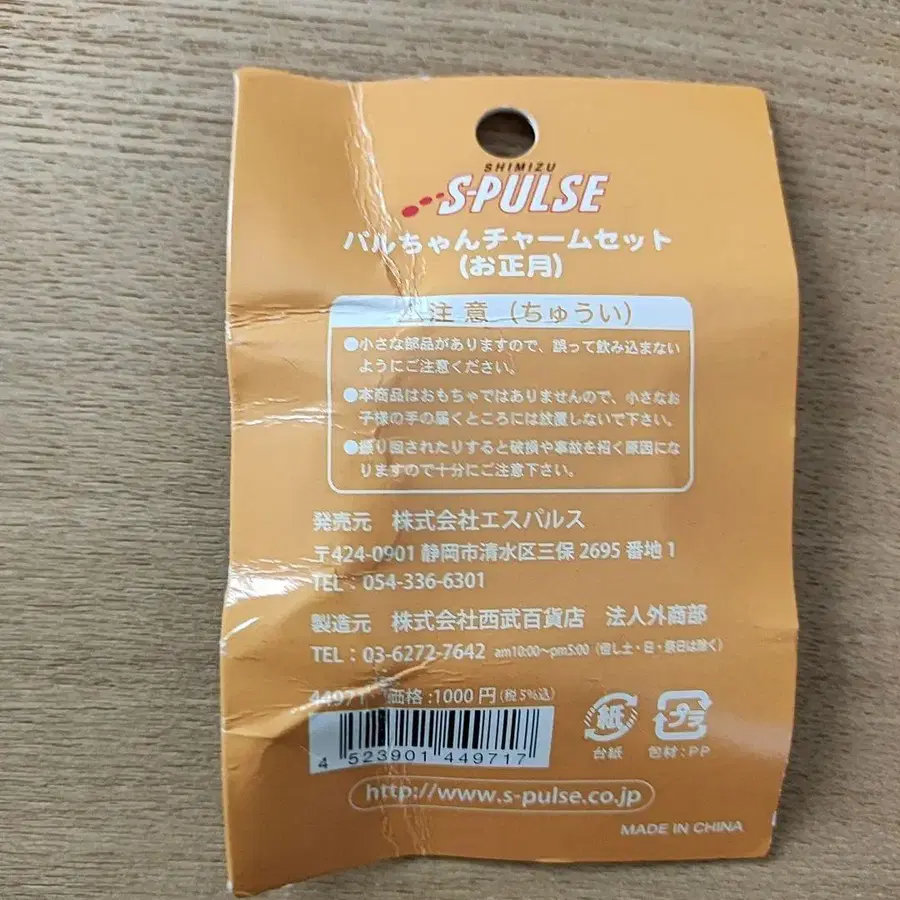 SHIMIZU
S-PULSE
パルちゃんチャームセット
(お正月)
⚠注意（ちゅうい）
●小さな部品がありますので、誤って飲み込まない
ようにご注意ください。
●本商品はおもちゃではありませんので、小さなお
子様の手の届くところには放置しないで下さい。
●振り回されたりすると破損や事故を招く原因にな
りますので十分にご注意下さい。
発売元 株式会社エスパルス
〒424-0901 静岡市清水区三保 2695 番地 1
TEL：054-336-6301
製造元 株式会社西武百貨店 法人外商部
TEL：03-6272-7642 am10:00〜pm5:00（但し土・日・祭日は除く）
44971 価格:1000円(税5%込)
4 523901 449717
紙
台紙
プラ
包材:PP
http://www.s-pulse.co.jp
MADE IN CHINA